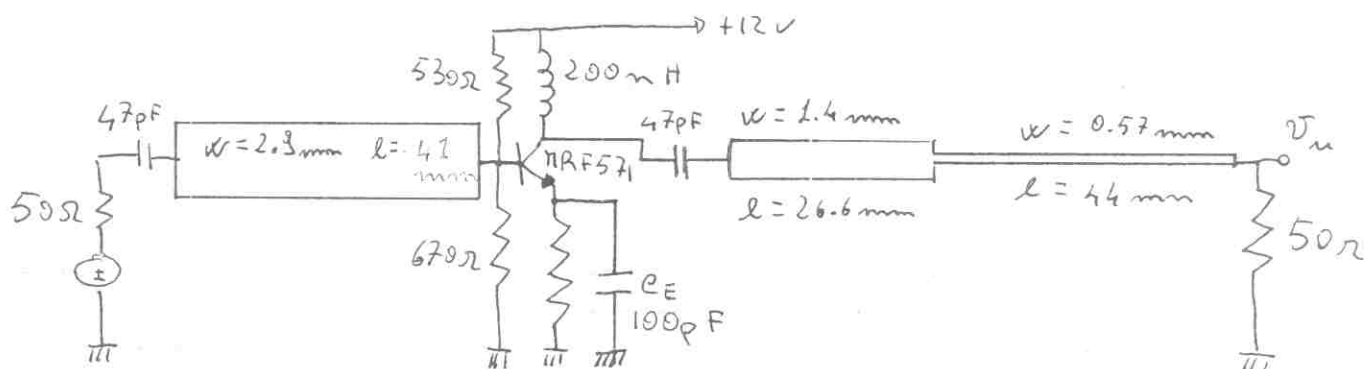 +12V
530Ω
200nH
47pF
w=2.9mm l=41 mm
MRF571
47pF
w=1.4mm
l=26.6mm
w=0.57mm
l=44mm
50Ω
±
670Ω
CE
100pF
50Ω